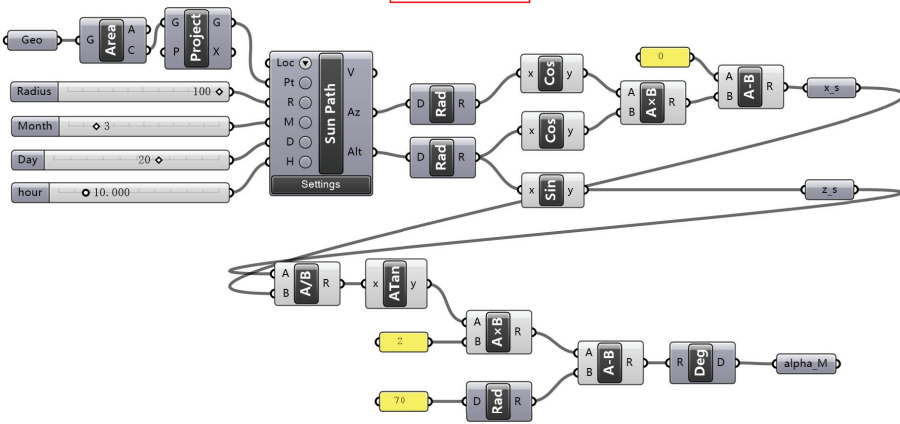 Geo
G Area A C
G P Project G X
Radius 100
Month 3
Day 20
hour 10.000
Loc Pt R M D H Sun Path V Az Alt
Settings
D Rad R
D Rad R
x Cos y
x Cos y
x Sin y
A B A×B R
0
A B A-B R
x_s
z_s
A B A/B R
x ATan y
2
A B A×B R
70
D Rad R
A B A-B R
R Deg D
alpha_M